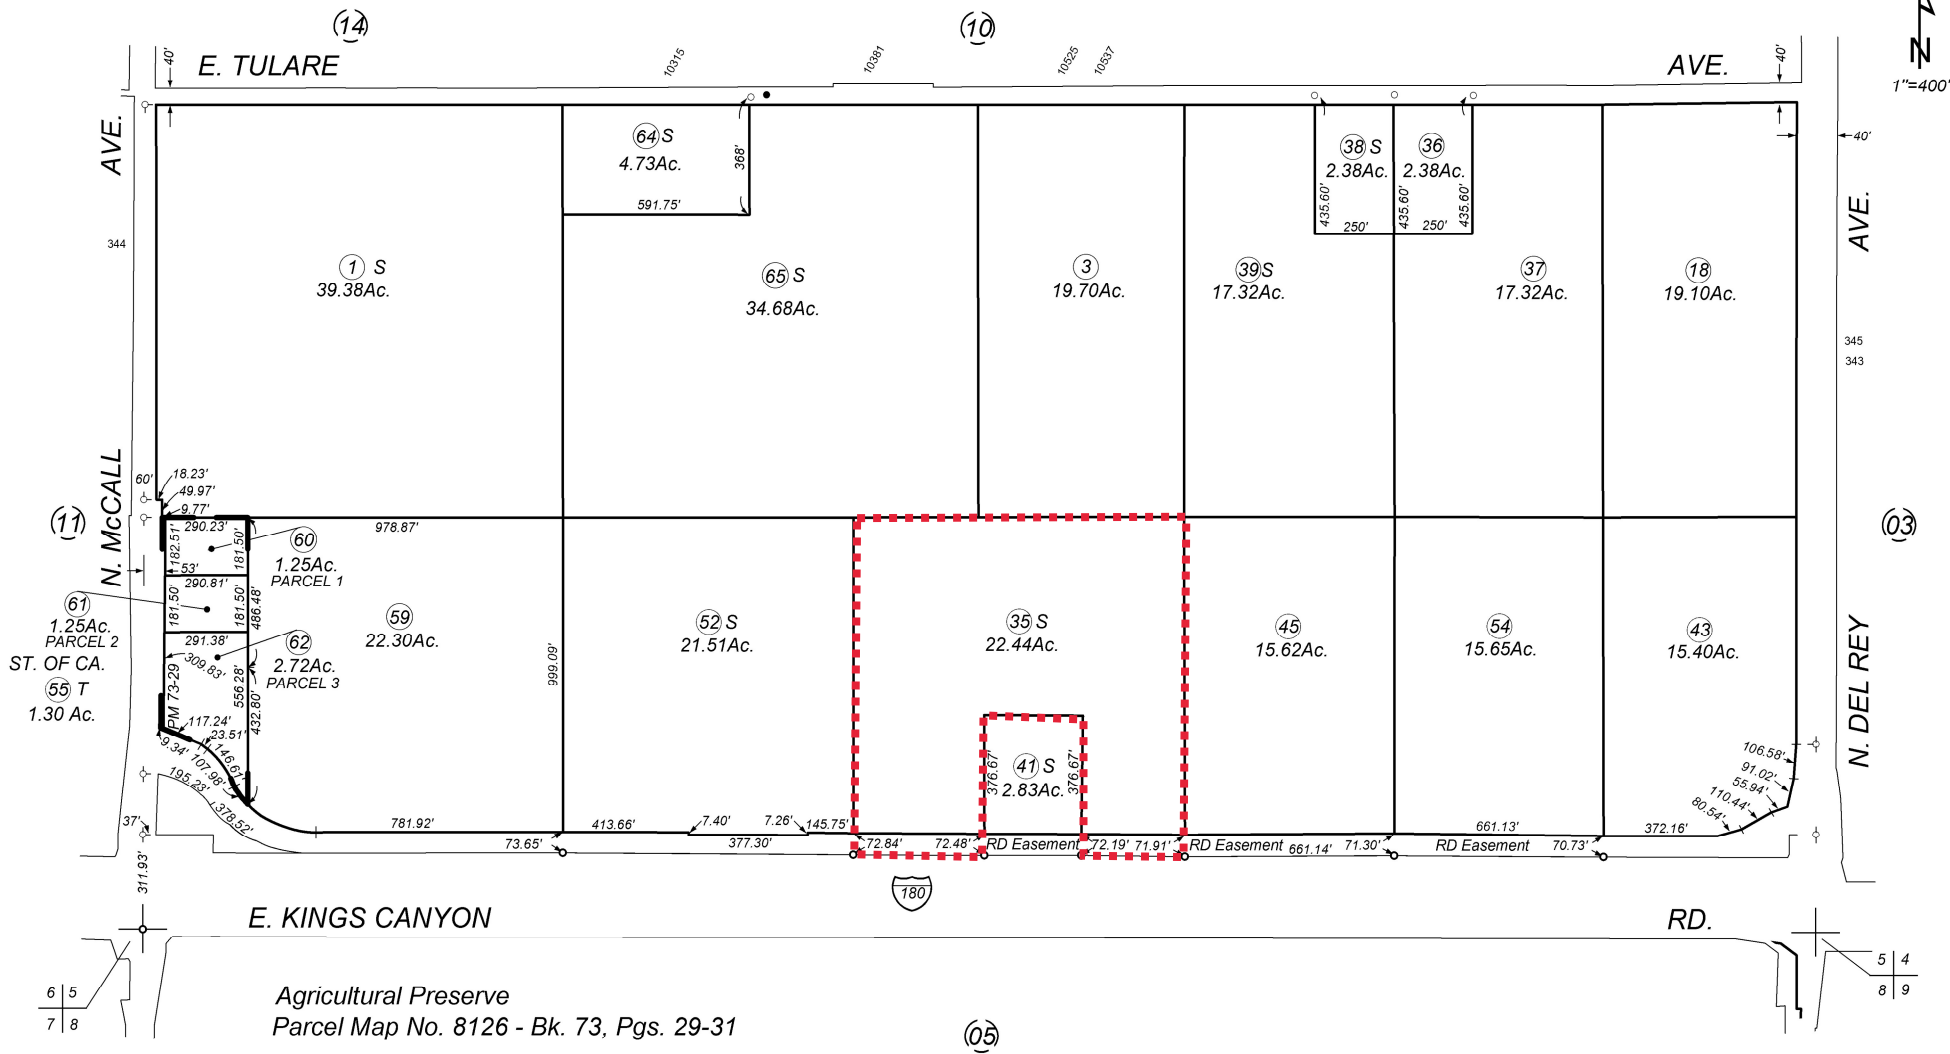 (14)
(10)
N
1"=400'
40'
E. TULARE
10315
10381
10525
10537
AVE.
40'
AVE.
344
64 S
4.73Ac.
368'
591.75'
38 S
2.38Ac.
435.60'
250'
36
2.38Ac.
435.60'
435.60'
250'
40'
AVE.
1 S
39.38Ac.
65 S
34.68Ac.
3
19.70Ac.
39 S
17.32Ac.
37
17.32Ac.
18
19.10Ac.
345
343
N. McCALL
60'
18.23'
49.97'
9.77'
(11)
290.23'
978.87'
182.51'
181.50'
53'
60
1.25Ac.
PARCEL 1
290.81'
181.50'
181.50'
486.48'
61
1.25Ac.
PARCEL 2
291.38'
309.83'
62
2.72Ac.
PARCEL 3
ST. OF CA.
55 T
1.30 Ac.
PM 73-29
556.28'
432.80'
117.24'
23.51'
9.34'
146.61'
107.98'
195.23'
378.52'
37'
311.93'
59
22.30Ac.
999.09'
52 S
21.51Ac.
35 S
22.44Ac.
41 S
2.83Ac.
376.67'
376.67'
45
15.62Ac.
54
15.65Ac.
43
15.40Ac.
(03)
N. DEL REY
106.58'
91.02'
55.94'
110.44'
80.54'
781.92'
413.66'
7.40'
7.26'
145.75'
661.13'
372.16'
73.65'
377.30'
72.84'
72.48'
RD Easement
72.19'
71.91'
RD Easement
661.14'
71.30'
RD Easement
70.73'
180
E. KINGS CANYON
RD.
6 5
7 8
5 4
8 9
Agricultural Preserve
Parcel Map No. 8126 - Bk. 73, Pgs. 29-31
(05)